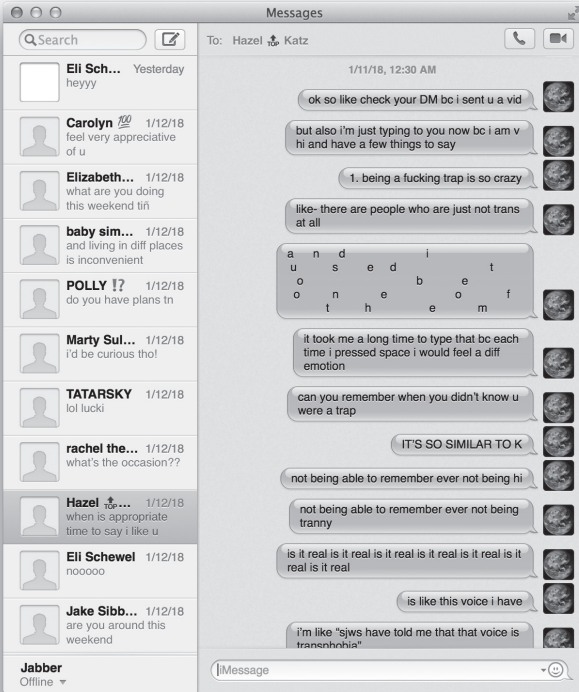 Messages
Search
To: Hazel 🔝 Katz
Eli Sch... Yesterday
heyyy
Carolyn 💯 1/12/18
feel very appreciative
of u
Elizabeth... 1/12/18
what are you doing
this weekend tiñ
baby sim... 1/12/18
and living in diff places
is inconvenient
POLLY ⁉️ 1/12/18
do you have plans tn
Marty Sul... 1/12/18
i'd be curious tho!
TATARSKY 1/12/18
lol lucki
rachel the... 1/12/18
what's the occasion??
Hazel 🔝... 1/12/18
when is appropriate
time to say i like u
Eli Schewel 1/12/18
nooooo
Jake Sibb... 1/12/18
are you around this
weekend
Jabber
Offline
1/11/18, 12:30 AM
ok so like check your DM bc i sent u a vid
but also i'm just typing to you now bc i am v
hi and have a few things to say
1. being a fucking trap is so crazy
like- there are people who are just not trans
at all
a n d i
u s e d t
o b e
o n e o f
t h e m
it took me a long time to type that bc each
time i pressed space i would feel a diff
emotion
can you remember when you didn't know u
were a trap
IT'S SO SIMILAR TO K
not being able to remember ever not being hi
not being able to remember ever not being
tranny
is it real is it real is it real is it real is it real is it
real is it real
is like this voice i have
i'm like "sjws have told me that that voice is
transphobia"
iMessage